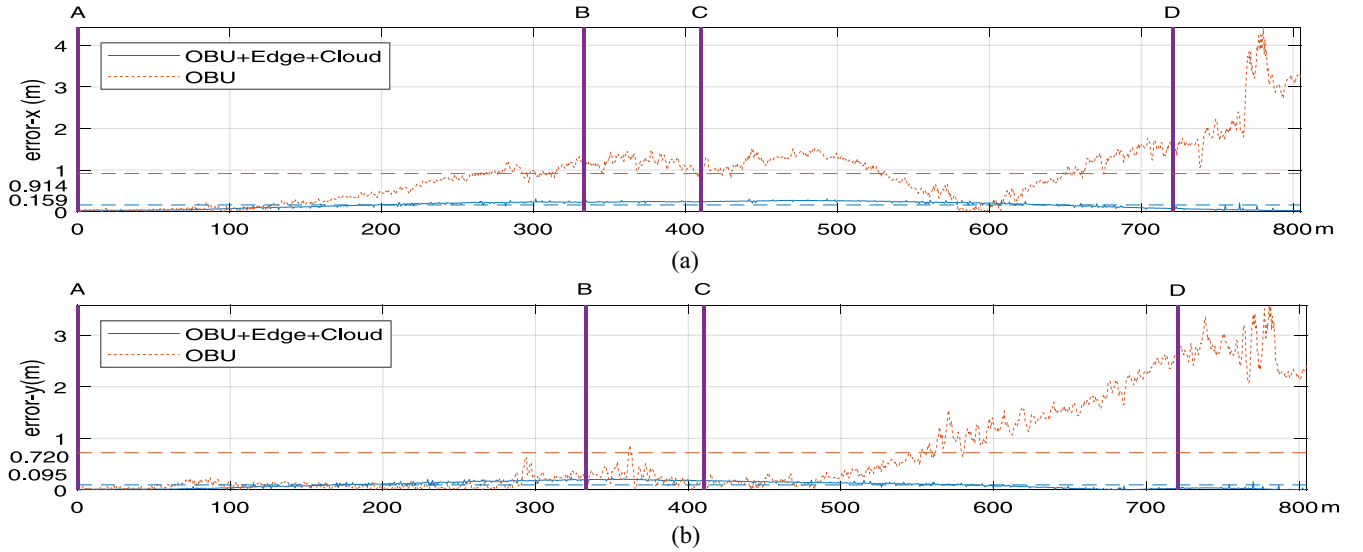 A B C D
OBU+Edge+Cloud
OBU
error-x (m)
4
3
2
1
0.914
0.159
0
0 100 200 300 400 500 600 700 800 m
(a)
A B C D
OBU+Edge+Cloud
OBU
error-y(m)
3
2
1
0.720
0.095
0
0 100 200 300 400 500 600 700 800 m
(b)